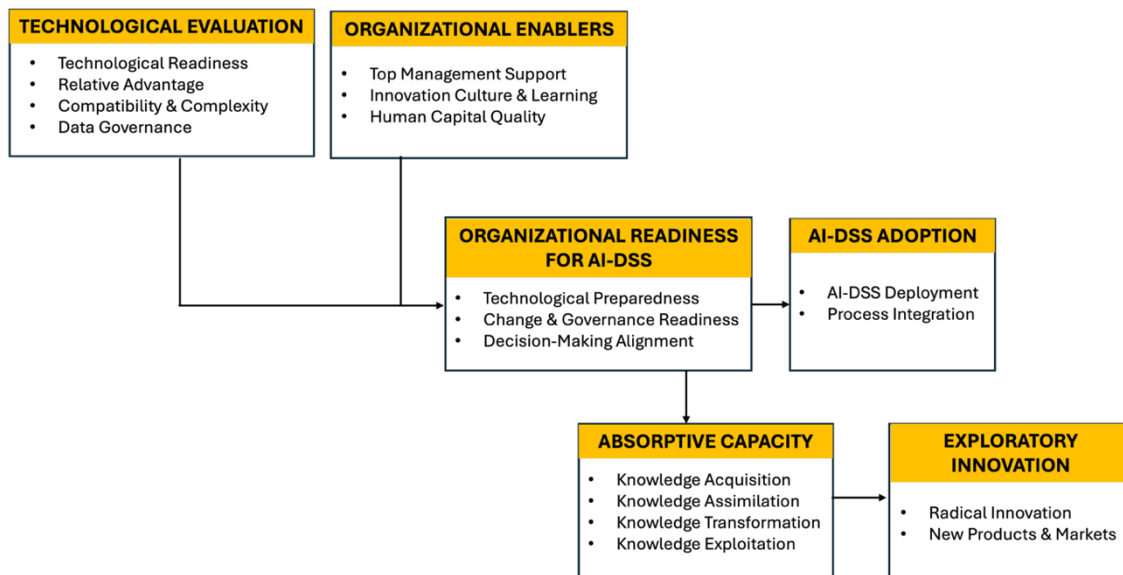 TECHNOLOGICAL EVALUATION
• Technological Readiness
• Relative Advantage
• Compatibility & Complexity
• Data Governance
ORGANIZATIONAL ENABLERS
• Top Management Support
• Innovation Culture & Learning
• Human Capital Quality
ORGANIZATIONAL READINESS
FOR AI-DSS
• Technological Preparedness
• Change & Governance Readiness
• Decision-Making Alignment
AI-DSS ADOPTION
• AI-DSS Deployment
• Process Integration
ABSORPTIVE CAPACITY
• Knowledge Acquisition
• Knowledge Assimilation
• Knowledge Transformation
• Knowledge Exploitation
EXPLORATORY
INNOVATION
• Radical Innovation
• New Products & Markets